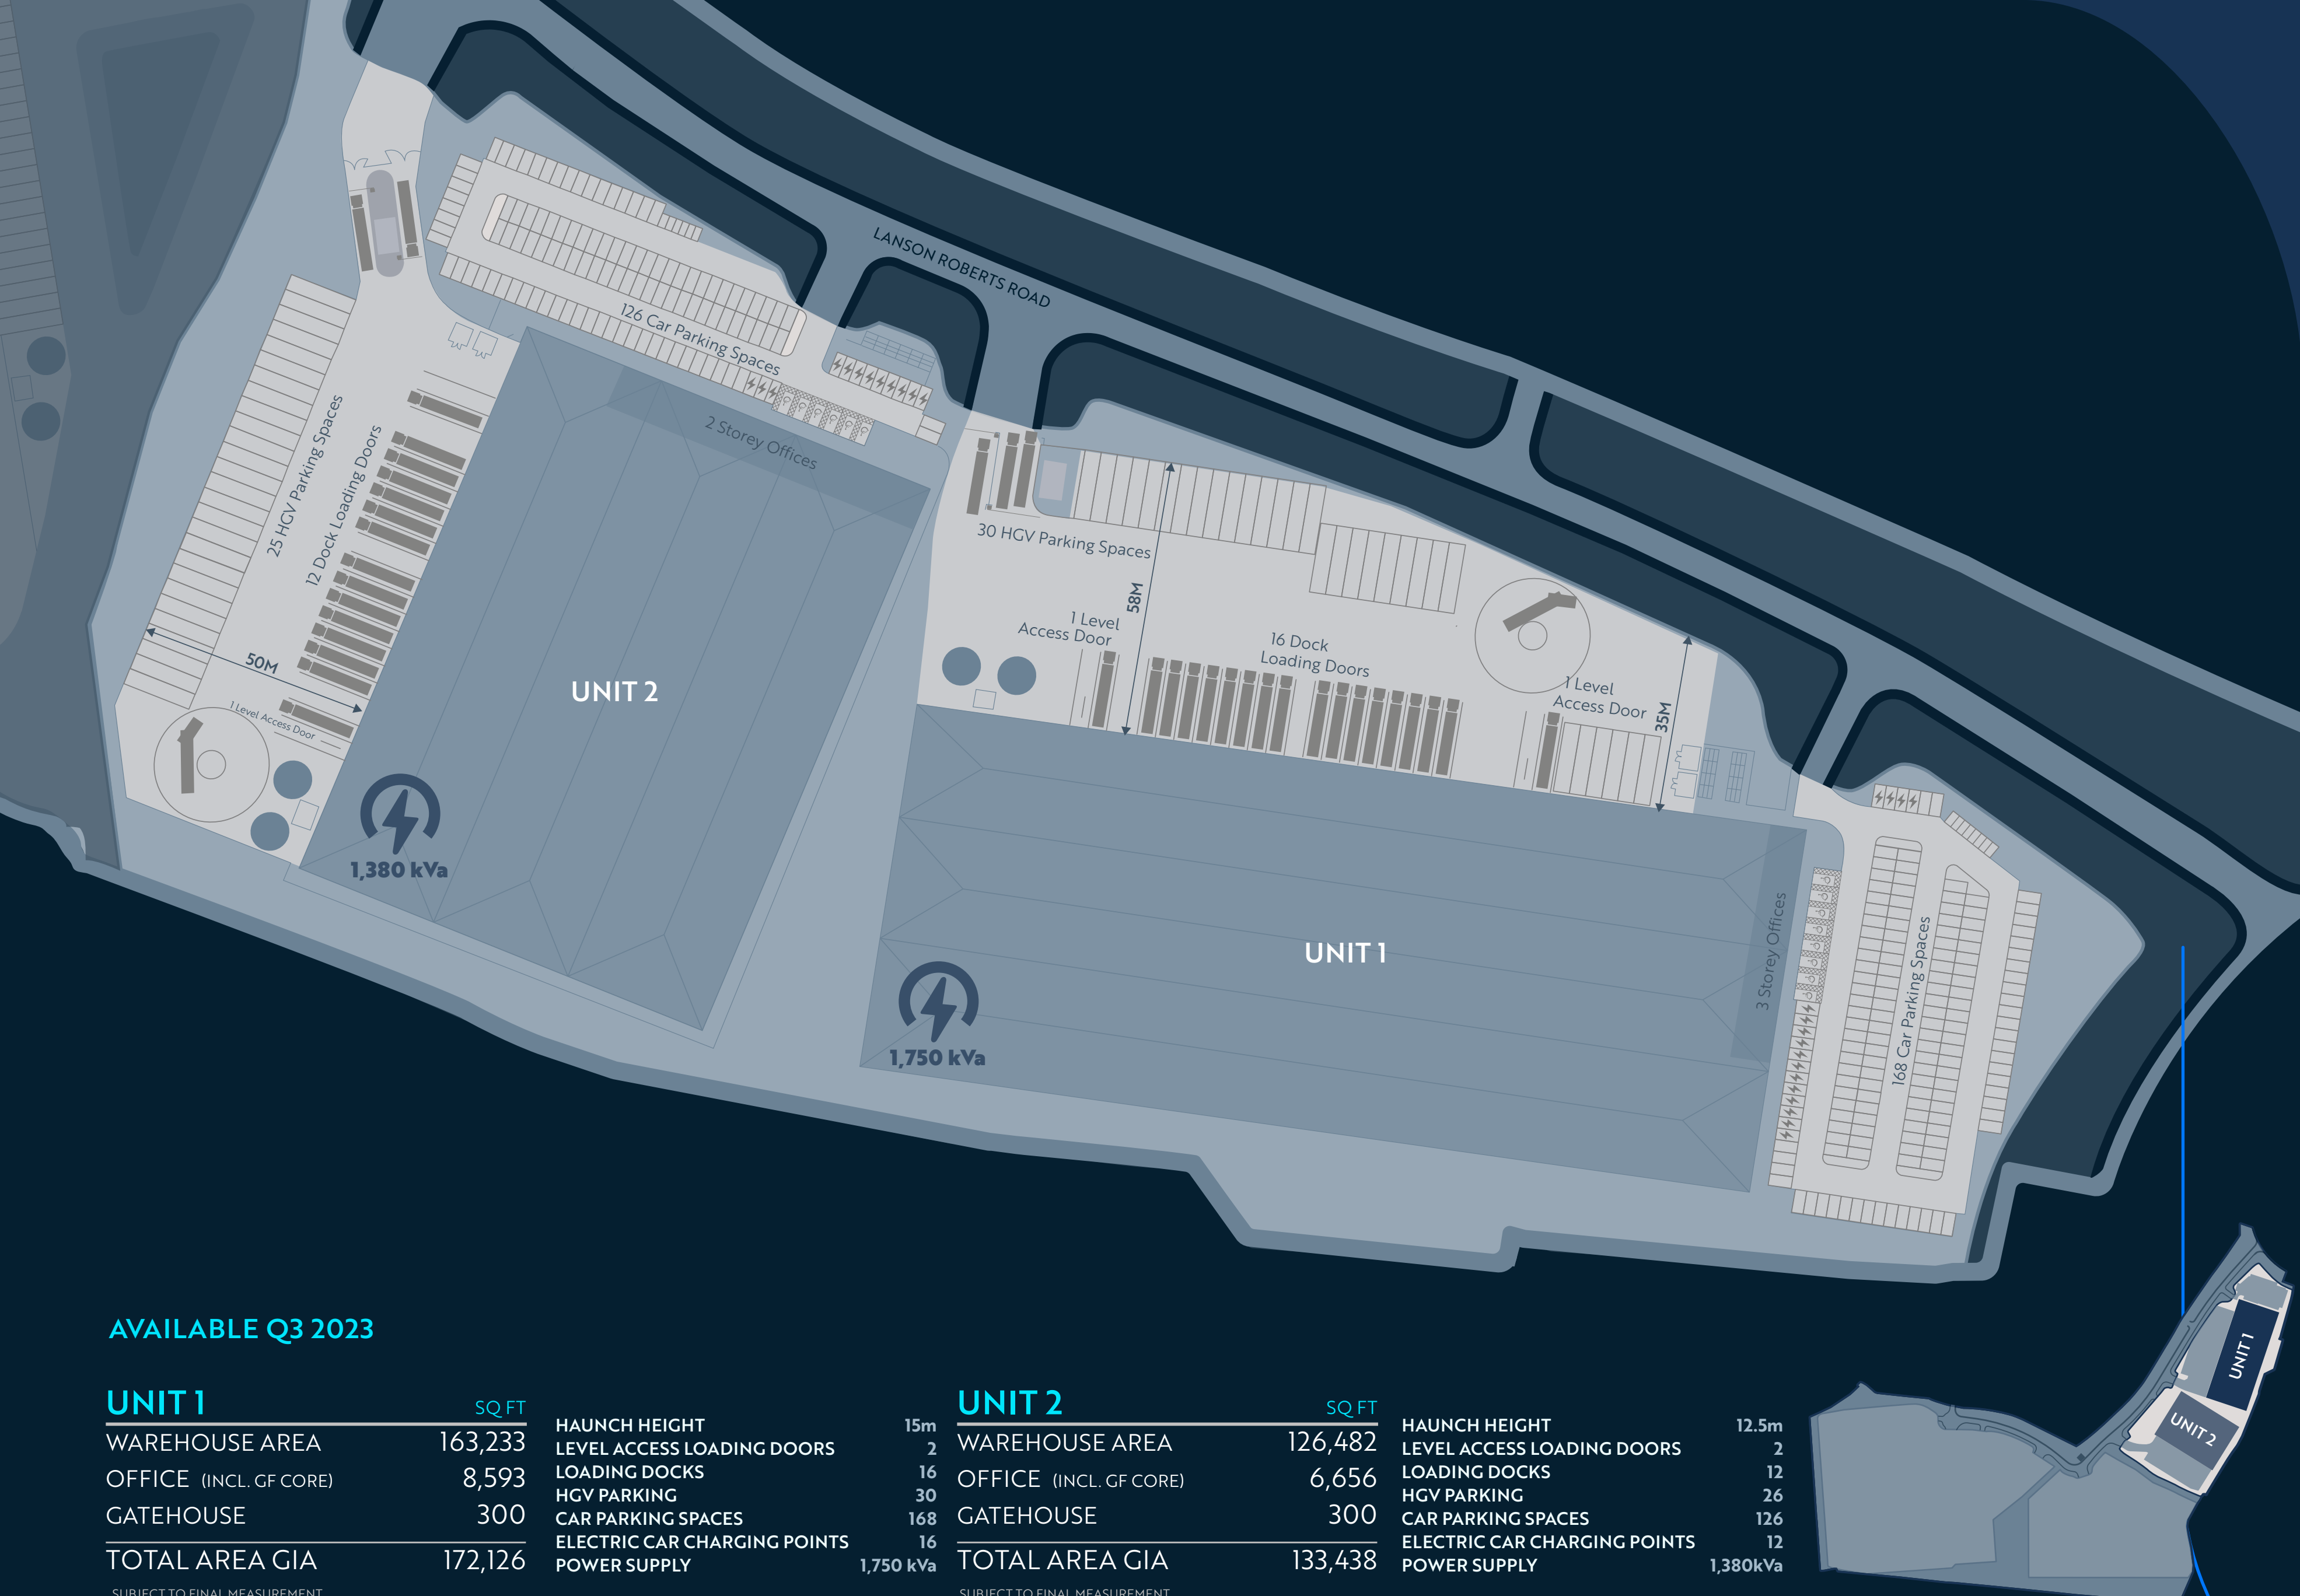 LANSON ROBERTS ROAD
126 Car Parking Spaces
2 Storey Offices
25 HGV Parking Spaces
12 Dock Loading Doors
50M
1 Level Access Door
UNIT 2
1,380 kVa
30 HGV Parking Spaces
58M
1 Level
Access Door
16 Dock
Loading Doors
1 Level
Access Door
35M
UNIT 1
1,750 kVa
3 Storey Offices
168 Car Parking Spaces
UNIT 1
UNIT 2
AVAILABLE Q3 2023
UNIT 1 SQ FT
WAREHOUSE AREA 163,233
OFFICE (INCL. GF CORE) 8,593
GATEHOUSE 300
TOTAL AREA GIA 172,126
SUBJECT TO FINAL MEASUREMENT
HAUNCH HEIGHT 15m
LEVEL ACCESS LOADING DOORS 2
LOADING DOCKS 16
HGV PARKING 30
CAR PARKING SPACES 168
ELECTRIC CAR CHARGING POINTS 16
POWER SUPPLY 1,750 kVa
UNIT 2 SQ FT
WAREHOUSE AREA 126,482
OFFICE (INCL. GF CORE) 6,656
GATEHOUSE 300
TOTAL AREA GIA 133,438
SUBJECT TO FINAL MEASUREMENT
HAUNCH HEIGHT 12.5m
LEVEL ACCESS LOADING DOORS 2
LOADING DOCKS 12
HGV PARKING 26
CAR PARKING SPACES 126
ELECTRIC CAR CHARGING POINTS 12
POWER SUPPLY 1,380kVa